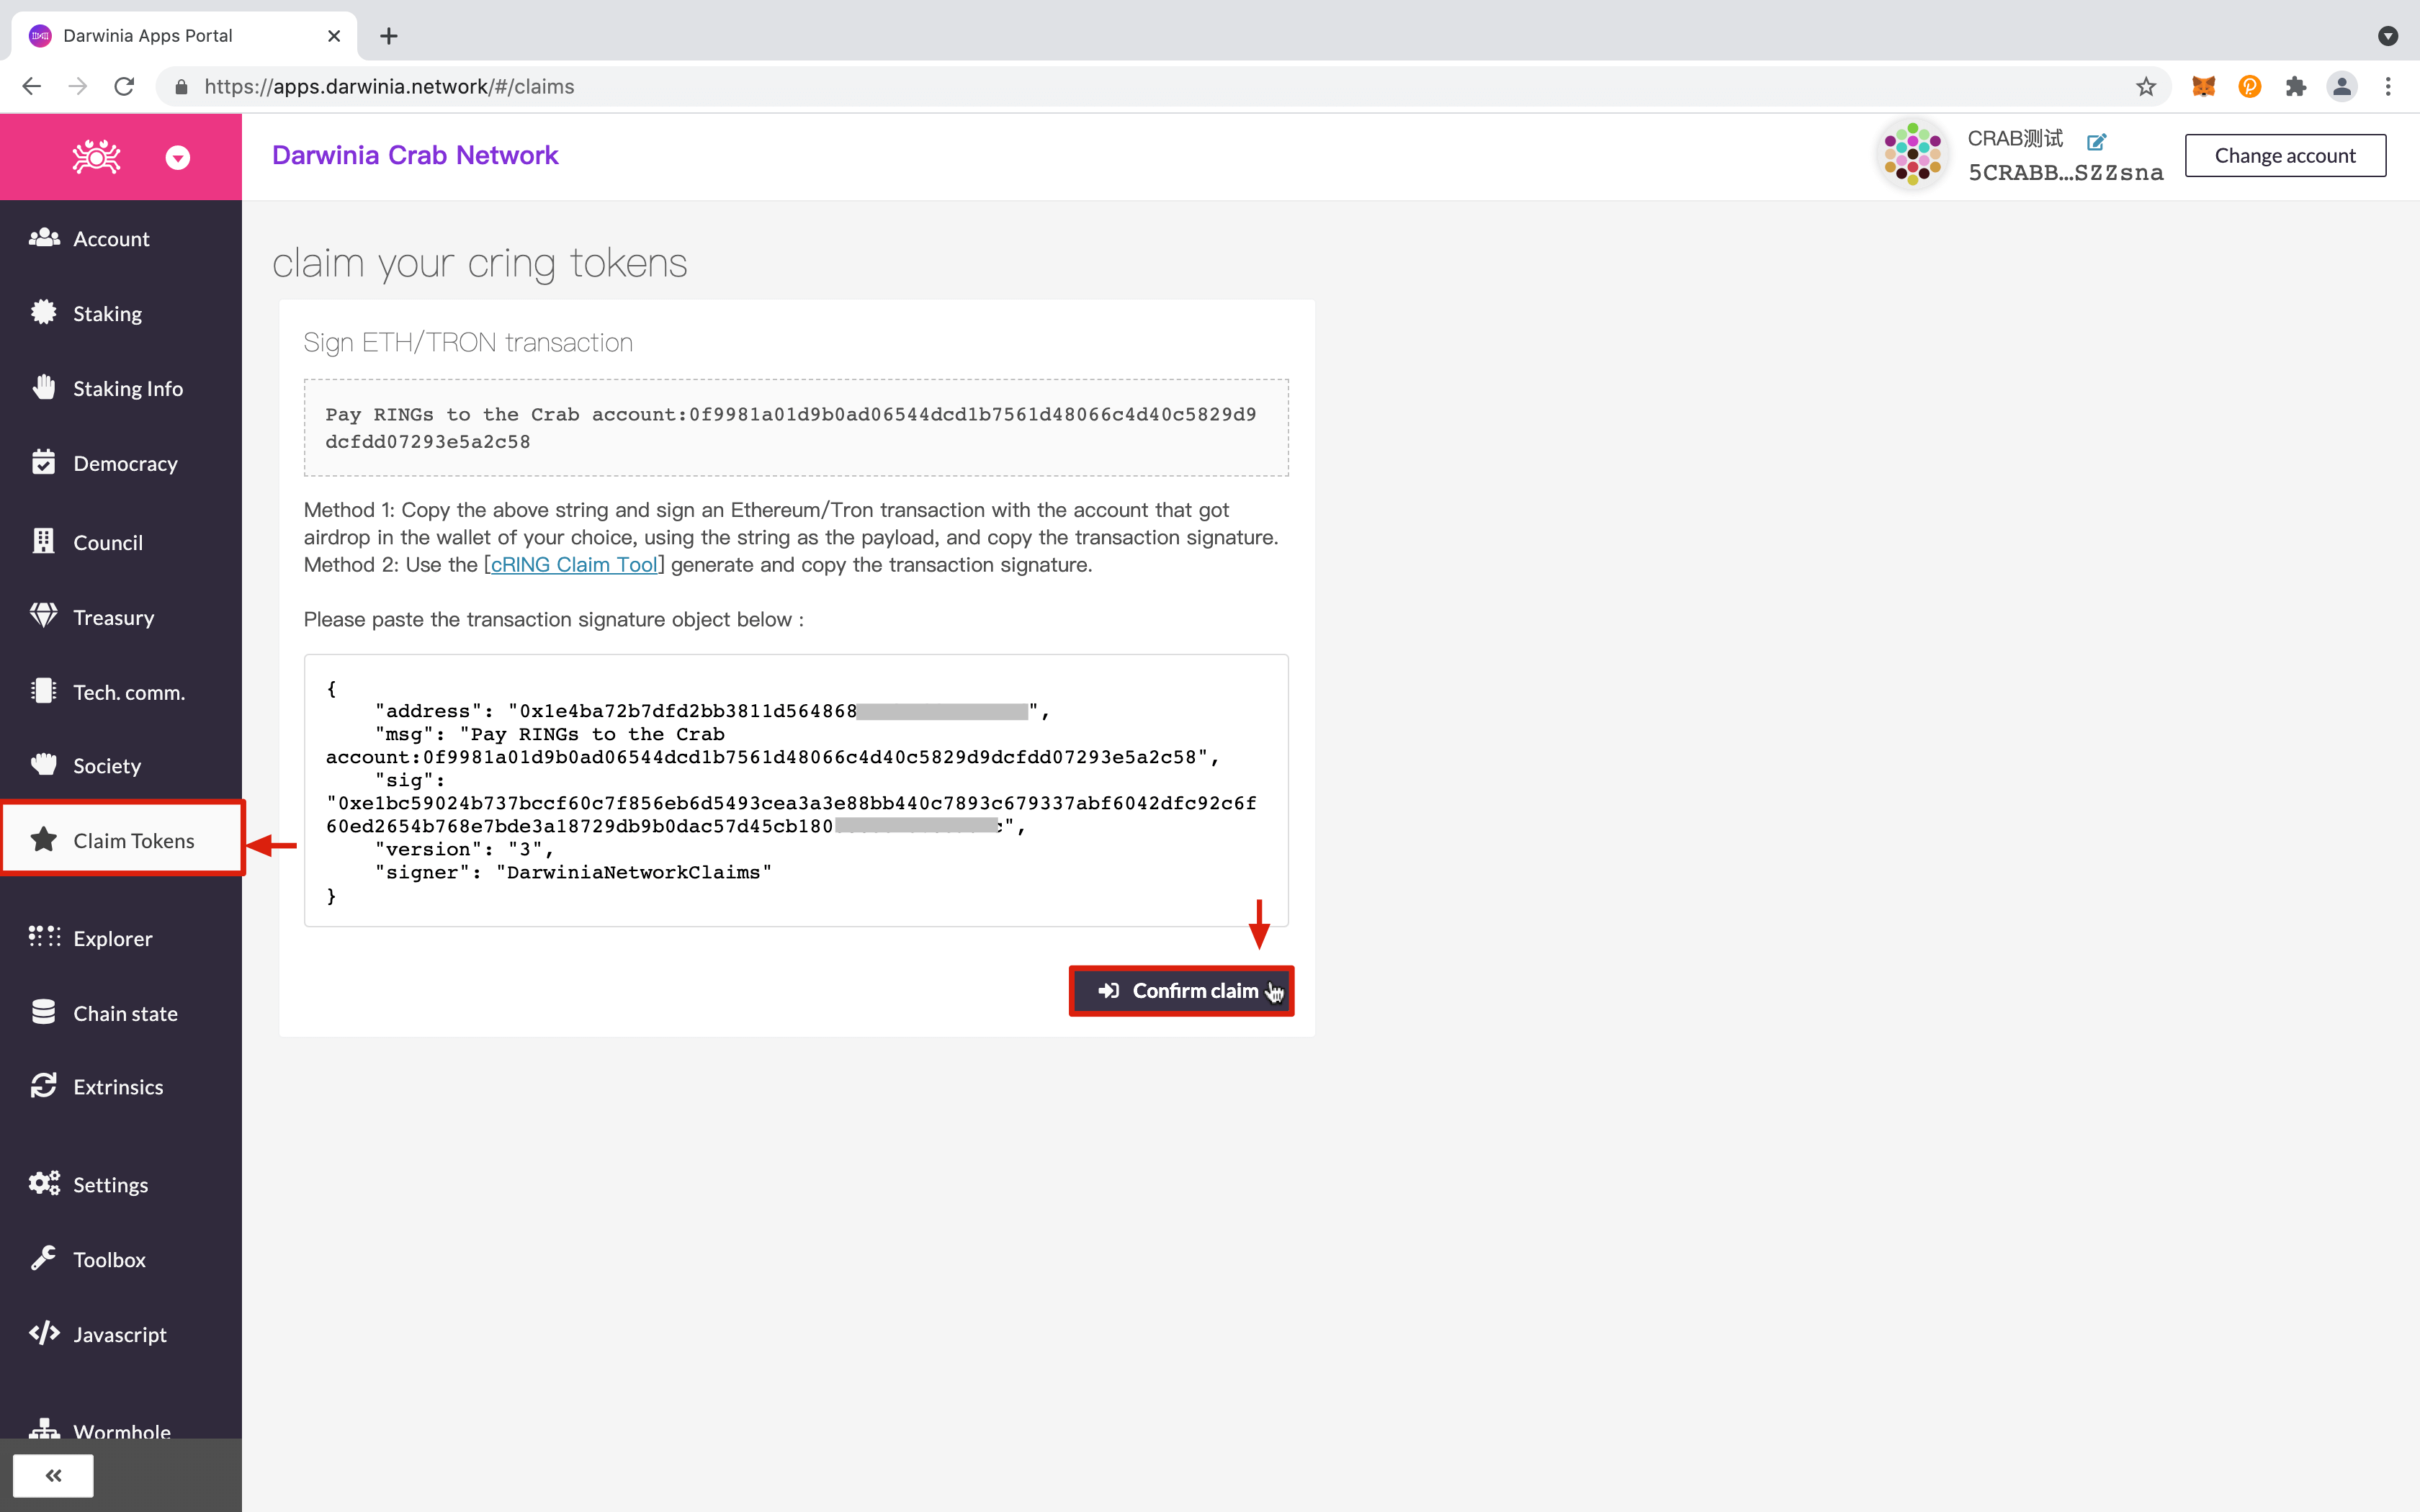 Darwinia Apps Portal
https://apps.darwinia.network/#/claims
Darwinia Crab Network
CRAB测试
5CRABB…SZZsna
Change account
Account
Staking
Staking Info
Democracy
Council
Treasury
Tech. comm.
Society
Claim Tokens
Explorer
Chain state
Extrinsics
Settings
Toolbox
Javascript
Wormhole
claim your cring tokens
Sign ETH/TRON transaction
Pay RINGs to the Crab account:0f9981a01d9b0ad06544dcd1b7561d48066c4d40c5829d9
dcfdd07293e5a2c58
Method 1: Copy the above string and sign an Ethereum/Tron transaction with the account that got
airdrop in the wallet of your choice, using the string as the payload, and copy the transaction signature.
Method 2: Use the [cRING Claim Tool] generate and copy the transaction signature.
Please paste the transaction signature object below :
{
"address": "0x1e4ba72b7dfd2bb3811d564868",
"msg": "Pay RINGs to the Crab
account:0f9981a01d9b0ad06544dcd1b7561d48066c4d40c5829d9dcfdd07293e5a2c58",
"sig":
"0xe1bc59024b737bccf60c7f856eb6d5493cea3a3e88bb440c7893c679337abf6042dfc92c6f
60ed2654b768e7bde3a18729db9b0dac57d45cb180",
"version": "3",
"signer": "DarwiniaNetworkClaims"
}
Confirm claim